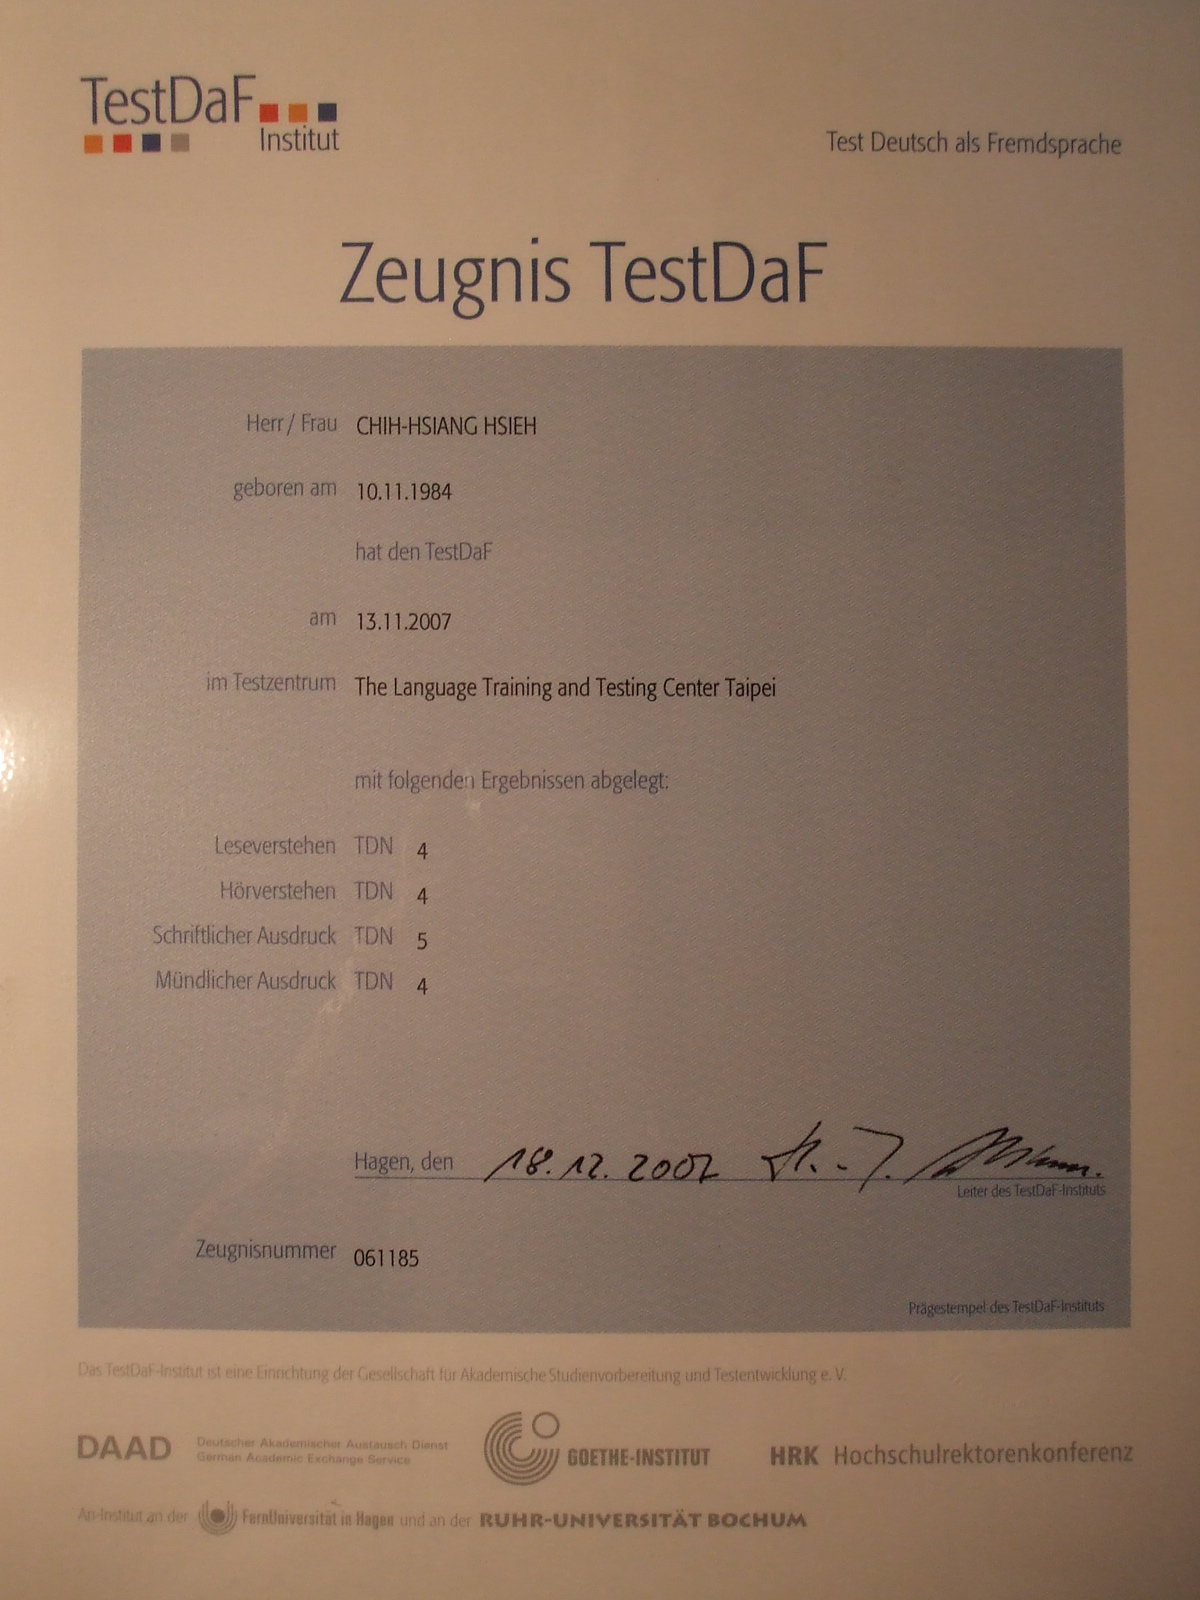 TestDaF
Institut
Test Deutsch als Fremdsprache
Zeugnis TestDaF
Herr / Frau CHIH-HSIANG HSIEH
geboren am 10.11.1984
hat den TestDaF
am 13.11.2007
im Testzentrum The Language Training and Testing Center Taipei
mit folgenden Ergebnissen abgelegt:
Leseverstehen TDN 4
Hörverstehen TDN 4
Schriftlicher Ausdruck TDN 5
Mündlicher Ausdruck TDN 4
Hagen, den 18.12.2007
Leiter des TestDaF-Instituts
Zeugnisnummer 061185
Prägestempel des TestDaF-Instituts
Das TestDaF-Institut ist eine Einrichtung der Gesellschaft für Akademische Studienvorbereitung und Testentwicklung e. V.
DAAD Deutscher Akademischer Austausch Dienst
German Academic Exchange Service
GOETHE-INSTITUT
HRK Hochschulrektorenkonferenz
An-Institut an der FernUniversität in Hagen und an der RUHR-UNIVERSITÄT BOCHUM